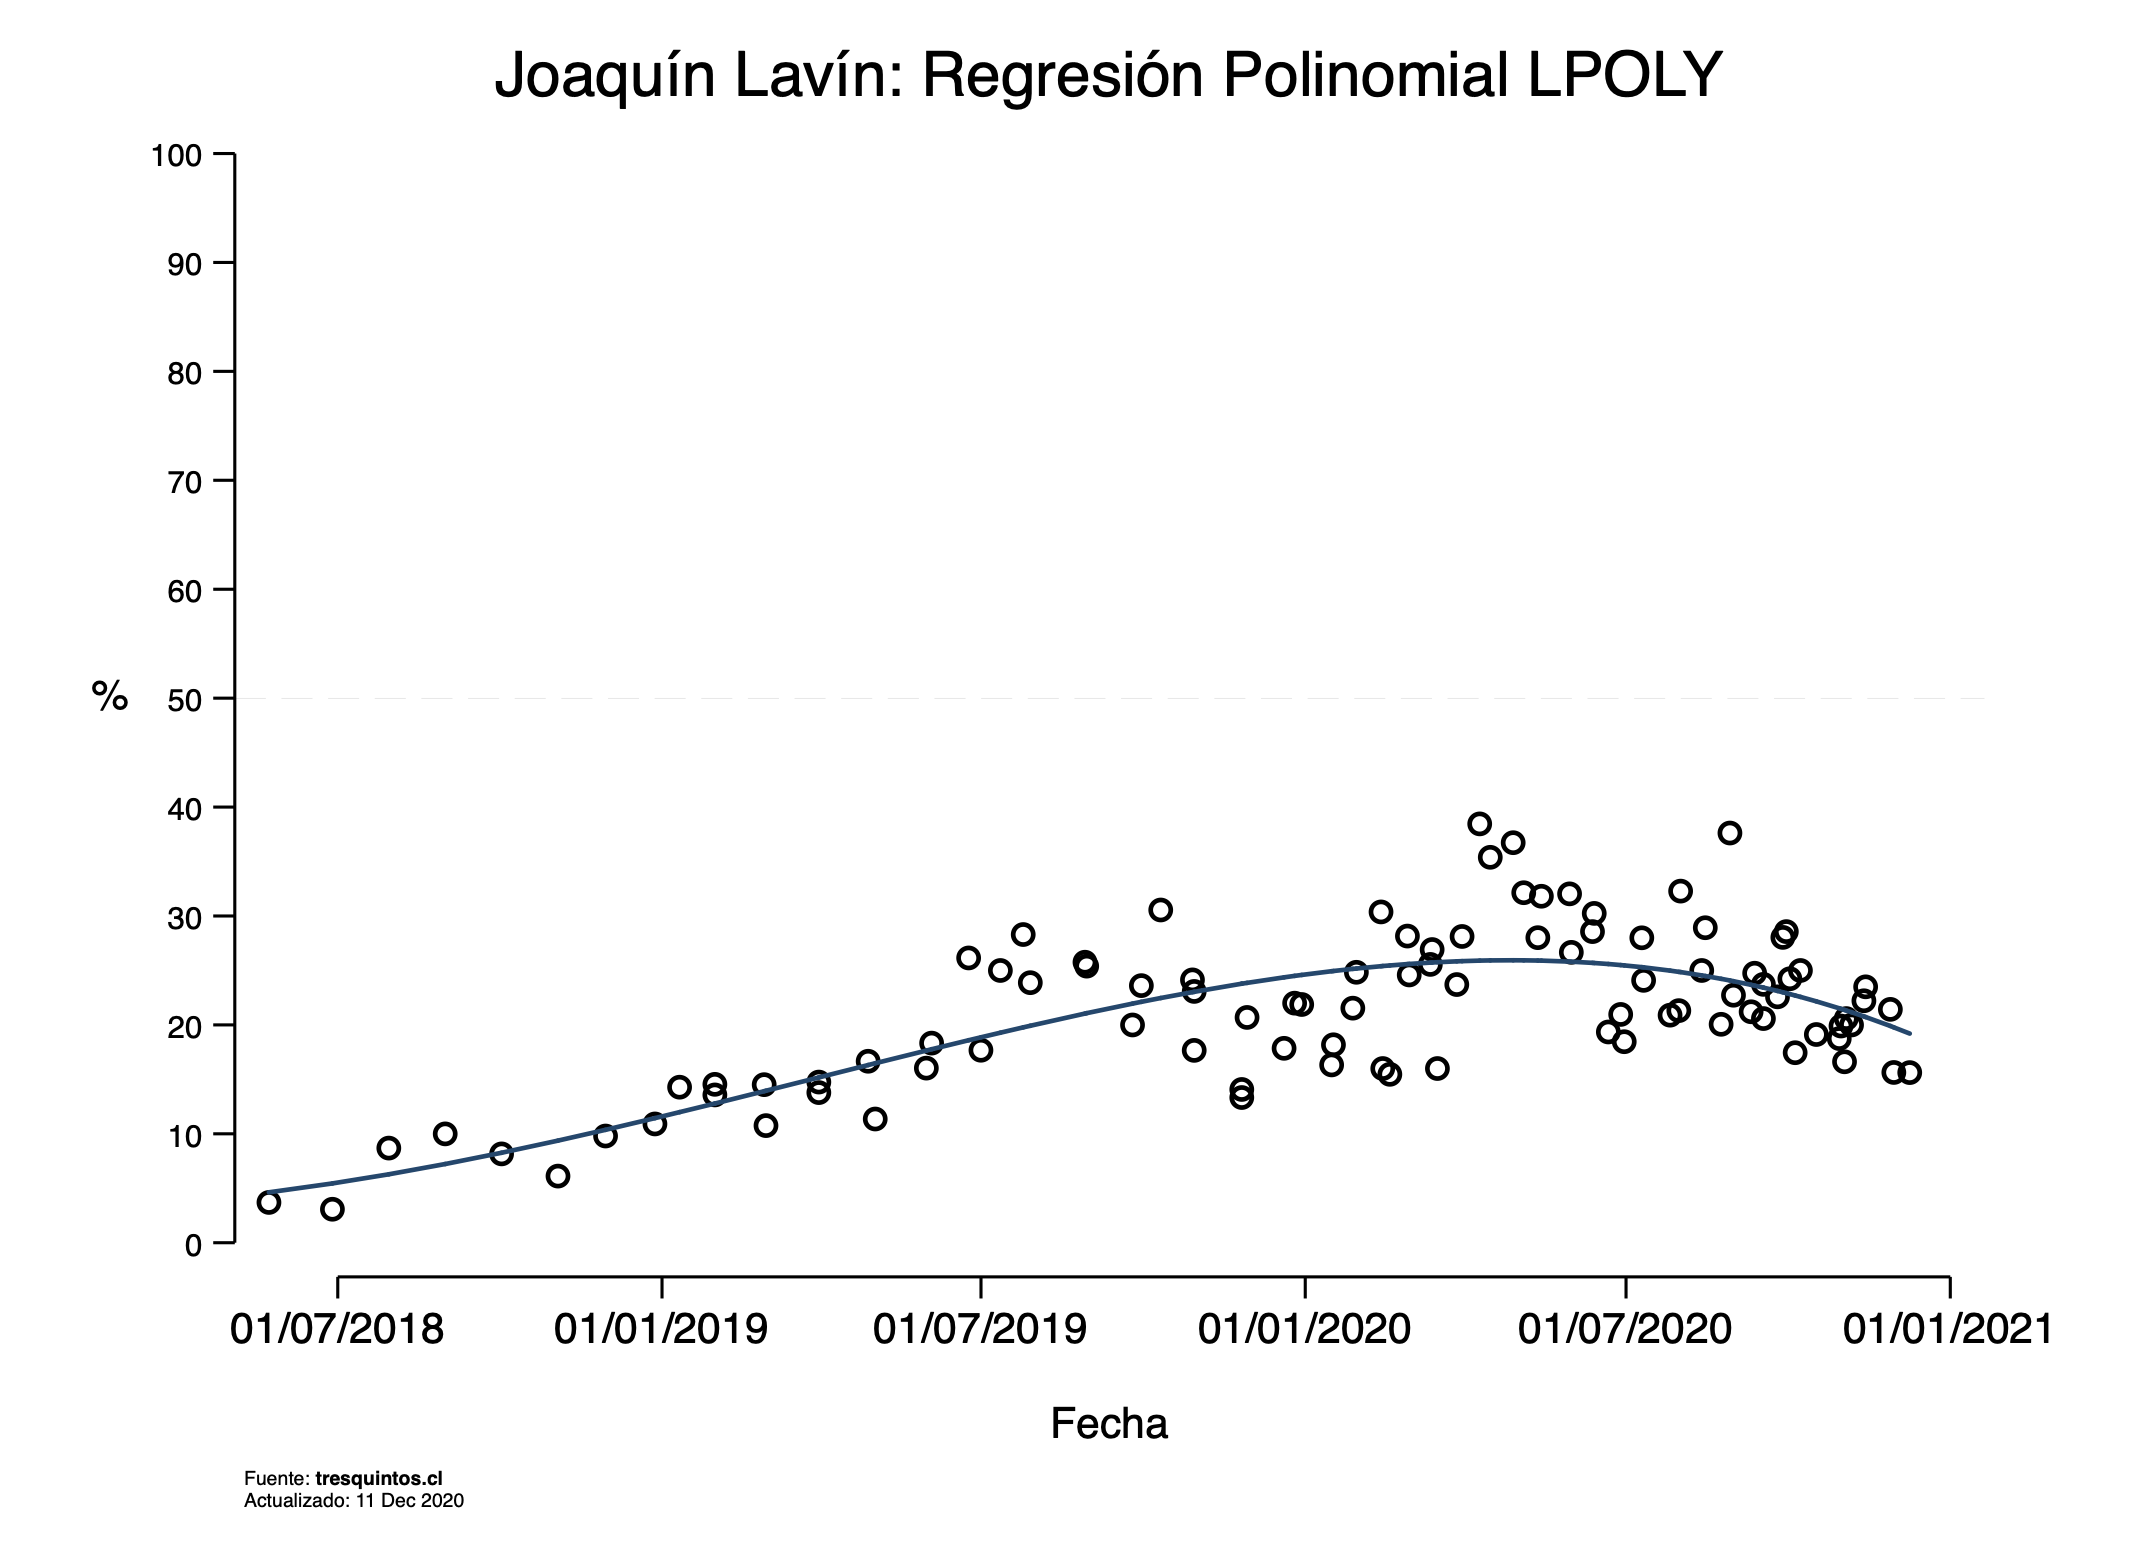 Joaquín Lavín: Regresión Polinomial LPOLY
100
90
80
70
60
50
40
30
20
10
0
%
01/07/2018 01/01/2019 01/07/2019 01/01/2020 01/07/2020 01/01/2021
Fecha
Fuente: tresquintos.cl
Actualizado: 11 Dec 2020